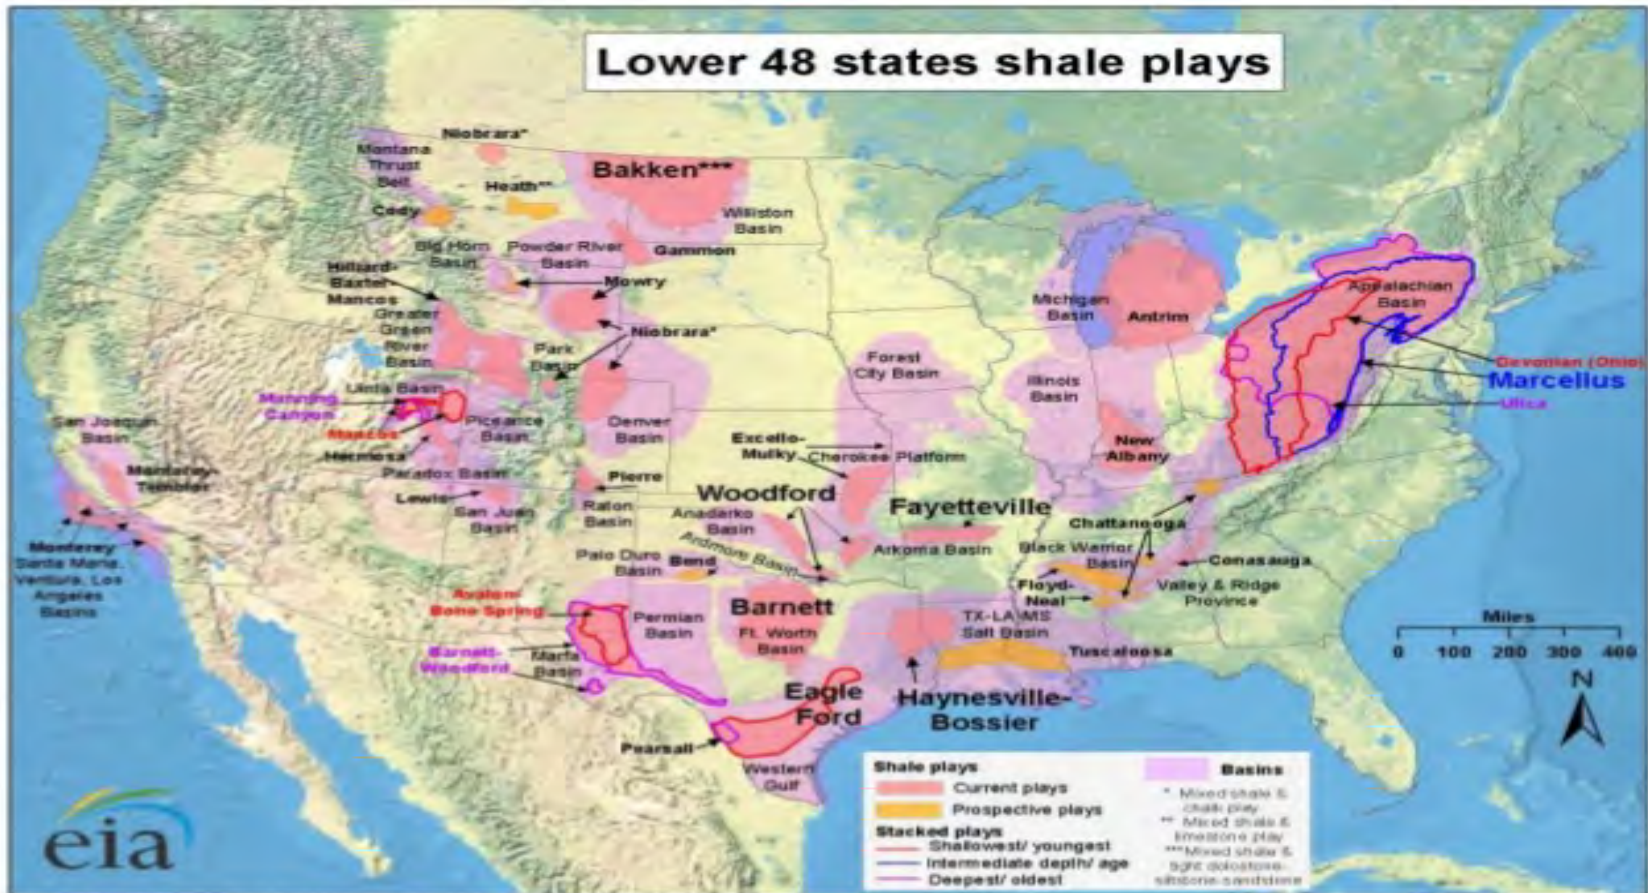 Lower 48 states shale plays
Niobrara*
Montana
Thrust
Belt
Bakken***
Heath**
Cody
Williston
Basin
Big Horn
Basin
Powder River
Basin
Gammon
Hilliard-
Baxter-
Mancos
Mowry
Greater
Green
River
Basin
Niobrara*
Park
Basin
Michigan
Basin
Antrim
Appalachian
Basin
Devonian (Ohio)
Marcellus
Utica
Forest
City Basin
Illinois
Basin
Uinta Basin
Manning
Canyon
Mancos
Piceance
Basin
Denver
Basin
San Joaquin
Basin
Hermosa
Paradox Basin
Monterey-
Temblor
Excello-
Mulky
Cherokee Platform
New
Albany
Pierre
Lewis
San Juan
Basin
Raton
Basin
Woodford
Anadarko
Basin
Fayetteville
Arkoma Basin
Chattanooga
Black Warrior
Basin
Conasauga
Ardmore Basin
Palo Duro
Basin
Bend
Monterey
Santa Maria,
Ventura, Los
Angeles
Basins
Floyd-
Neal
Valley & Ridge
Province
Avalon-
Bone Spring
Permian
Basin
Barnett
Ft. Worth
Basin
TX-LA-MS
Salt Basin
Tuscaloosa
Barnett-
Woodford
Marfa
Basin
Eagle
Ford
Haynesville-
Bossier
Pearsall
Western
Gulf
Miles
0 100 200 300 400
N
Shale plays
Current plays
Prospective plays
Stacked plays
Shallowest/ youngest
Intermediate depth/ age
Deepest/ oldest
Basins
* Mixed shale &
chalk play
** Mixed shale &
limestone play
***Mixed shale &
tight dolostone-
siltstone-sandstone
eia